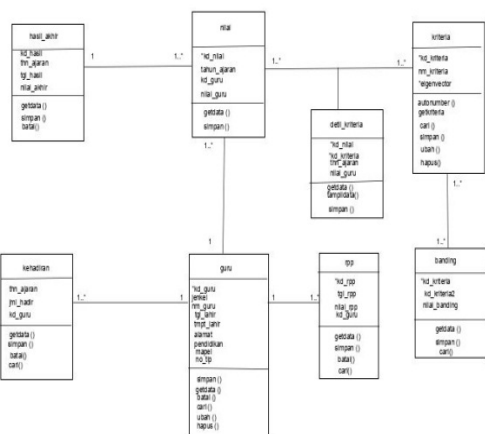 hasil_akhir
kd_hasil
thn_ajaran
tgl_hasil
nilai_akhir
getdata ()
simpan ()
batal()
1
1..*
nilai
*kd_nilai
tahun_ajaran
kd_guru
nilai_guru
getdata ()
simpan ()
1..*
1..*
kriteria
*kd_kriteria
nm_kriteria
*eigenvector
autonumber ()
getkriteria
cari ()
simpan ()
ubah ()
hapus()
detil_kriteria
*kd_nilai
*kd_kriteria
thn_ajaran
nilai_guru
getdata ()
tampildata()
simpan ()
1..*
1
1..*
1..*
kehadiran
thn_ajaran
jml_hadir
kd_guru
getdata ()
simpan ()
batal()
cari()
1..*
1
guru
*kd_guru
jenkel
nm_guru
tgl_lahir
tmpt_lahir
alamat
pendidikan
mapel
no_tlp
simpan ()
getdata ()
batal ()
cari ()
ubah ()
hapus ()
1
1..*
rpp
*kd_rpp
tgl_rpp
nilai_rpp
kd_guru
getdata ()
simpan ()
batal()
cari()
banding
*kd_kriteria
kd_kriteria2
nilai_banding
getdata ()
simpan ()
cari()